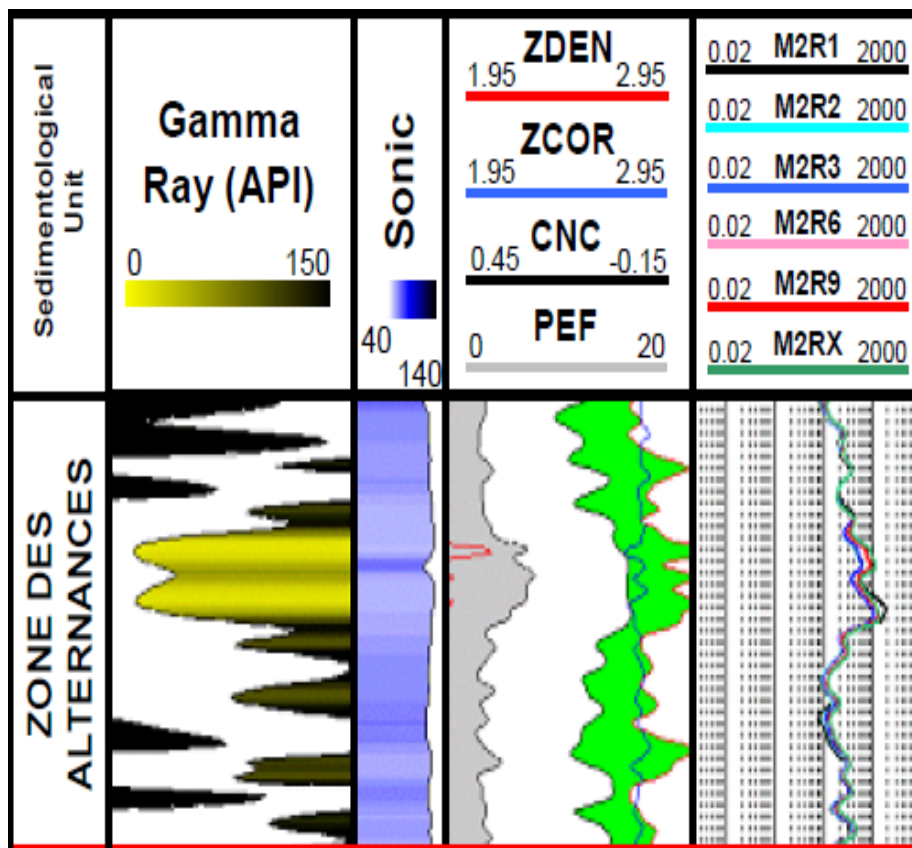 Sedimentological
Unit
Gamma
Ray (API)
0 150
Sonic
40
140
ZDEN
1.95 2.95
ZCOR
1.95 2.95
CNC
0.45 -0.15
PEF
0 20
0.02 M2R1 2000
0.02 M2R2 2000
0.02 M2R3 2000
0.02 M2R6 2000
0.02 M2R9 2000
0.02 M2RX 2000
ZONE DES
ALTERNANCES